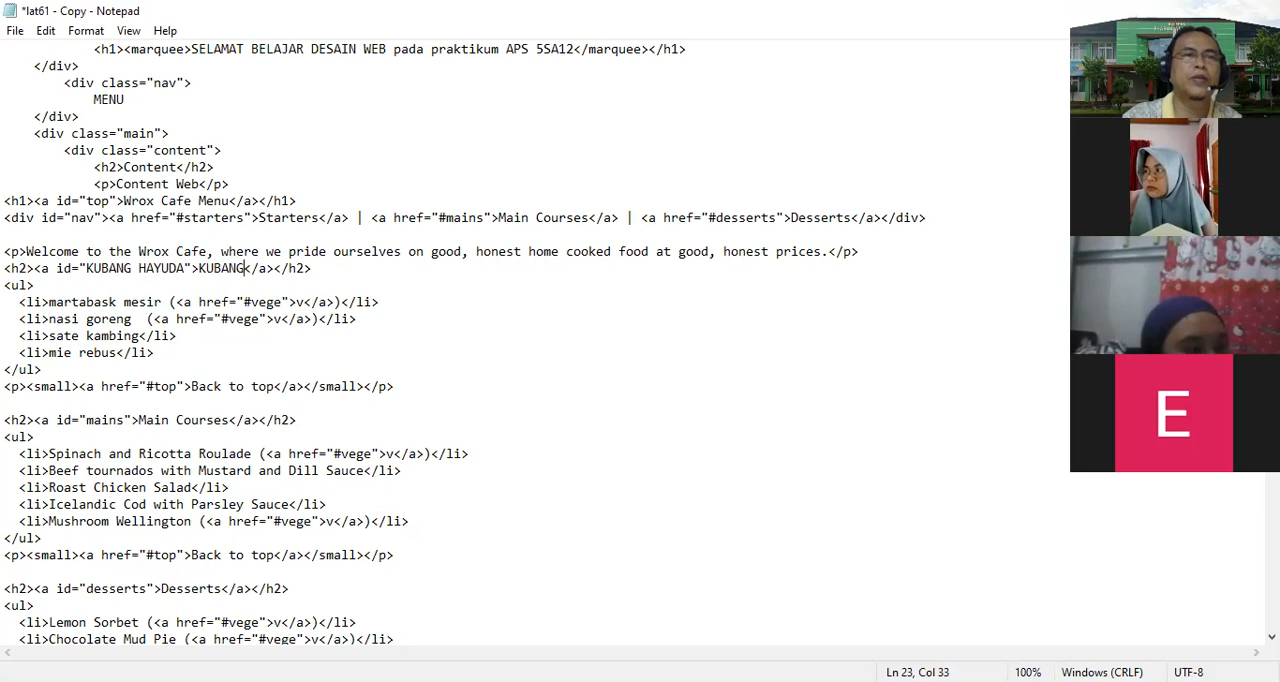 *lat61 - Copy - Notepad
File Edit Format View Help
<h1><marquee>SELAMAT BELAJAR DESAIN WEB pada praktikum APS 5SA12</marquee></h1>
</div>
<div class="nav">
MENU
</div>
<div class="main">
<div class="content">
<h2>Content</h2>
<p>Content Web</p>
<h1><a id="top">Wrox Cafe Menu</a></h1>
<div id="nav"><a href="#starters">Starters</a> | <a href="#mains">Main Courses</a> | <a href="#desserts">Desserts</a></div>
<p>Welcome to the Wrox Cafe, where we pride ourselves on good, honest home cooked food at good, honest prices.</p>
<h2><a id="KUBANG HAYUDA">KUBANG</a></h2>
<ul>
<li>martabask mesir (<a href="#vege">v</a>)</li>
<li>nasi goreng  (<a href="#vege">v</a>)</li>
<li>sate kambing</li>
<li>mie rebus</li>
</ul>
<p><small><a href="#top">Back to top</a></small></p>
<h2><a id="mains">Main Courses</a></h2>
<ul>
<li>Spinach and Ricotta Roulade (<a href="#vege">v</a>)</li>
<li>Beef tournados with Mustard and Dill Sauce</li>
<li>Roast Chicken Salad</li>
<li>Icelandic Cod with Parsley Sauce</li>
<li>Mushroom Wellington (<a href="#vege">v</a>)</li>
</ul>
<p><small><a href="#top">Back to top</a></small></p>
<h2><a id="desserts">Desserts</a></h2>
<ul>
<li>Lemon Sorbet (<a href="#vege">v</a>)</li>
<li>Chocolate Mud Pie (<a href="#vege">v</a>)</li>
E
Ln 23, Col 33 100% Windows (CRLF) UTF-8